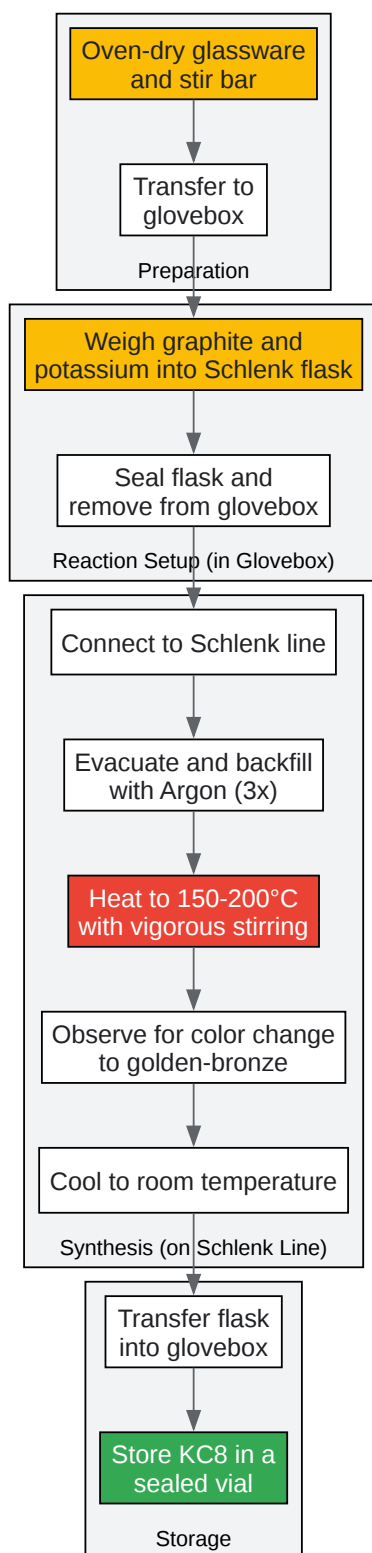 Oven-dry glassware
and stir bar
Transfer to
glovebox
Preparation
Weigh graphite and
potassium into Schlenk flask
Seal flask and
remove from glovebox
Reaction Setup (in Glovebox)
Connect to Schlenk line
Evacuate and backfill
with Argon (3x)
Heat to 150-200°C
with vigorous stirring
Observe for color change
to golden-bronze
Cool to room temperature
Synthesis (on Schlenk Line)
Transfer flask
into glovebox
Store KC8 in a
sealed vial
Storage